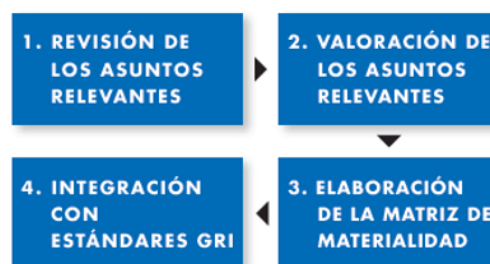 1. REVISIÓN DE
LOS ASUNTOS
RELEVANTES
2. VALORACIÓN DE
LOS ASUNTOS
RELEVANTES
3. ELABORACIÓN
DE LA MATRIZ DE
MATERIALIDAD
4. INTEGRACIÓN
CON
ESTÁNDARES GRI